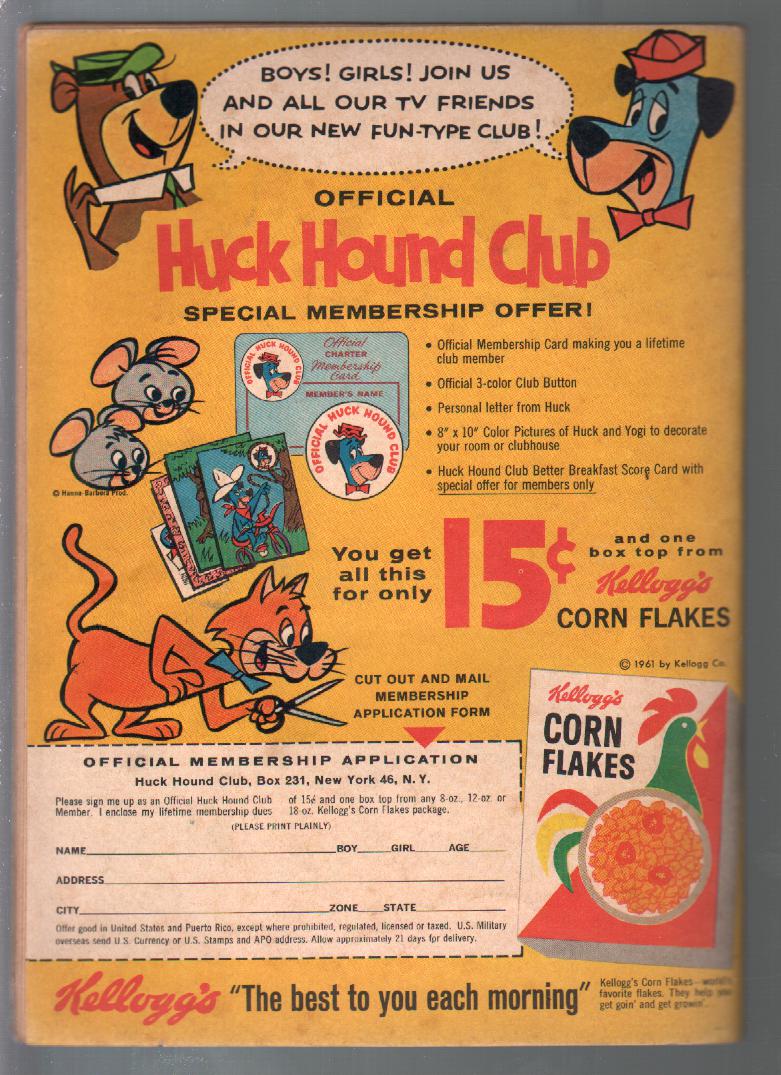 BOYS! GIRLS! JOIN US
AND ALL OUR TV FRIENDS
IN OUR NEW FUN-TYPE CLUB!
OFFICIAL
Huck Hound Club
SPECIAL MEMBERSHIP OFFER!
OFFICIAL HUCK HOUND CLUB
Official
CHARTER
Membership
Card
MEMBER'S NAME
OFFICIAL HUCK HOUND CLUB
© Hanna-Barbera Prod.
• Official Membership Card making you a lifetime
club member
• Official 3-color Club Button
• Personal letter from Huck
• 8" x 10" Color Pictures of Huck and Yogi to decorate
your room or clubhouse
• Huck Hound Club Better Breakfast Score Card with
special offer for members only
You get
all this
for only
15¢
and one
box top from
Kellogg's
CORN FLAKES
© 1961 by Kellogg Co.
CUT OUT AND MAIL
MEMBERSHIP
APPLICATION FORM
Kellogg's
CORN
FLAKES
OFFICIAL MEMBERSHIP APPLICATION
Huck Hound Club, Box 231, New York 46, N. Y.
Please sign me up as an Official Huck Hound Club
Member. I enclose my lifetime membership dues
of 15¢ and one box top from any 8-oz., 12-oz. or
18-oz. Kellogg's Corn Flakes package.
(PLEASE PRINT PLAINLY)
NAME BOY GIRL AGE
ADDRESS
CITY ZONE STATE
Offer good in United States and Puerto Rico, except where prohibited, regulated, licensed or taxed. U.S. Military
overseas send U.S. Currency or U.S. Stamps and APO address. Allow approximately 21 days for delivery.
Kellogg's "The best to you each morning"
Kellogg's Corn Flakes—world's
favorite flakes. They help you
get goin' and get growin'.